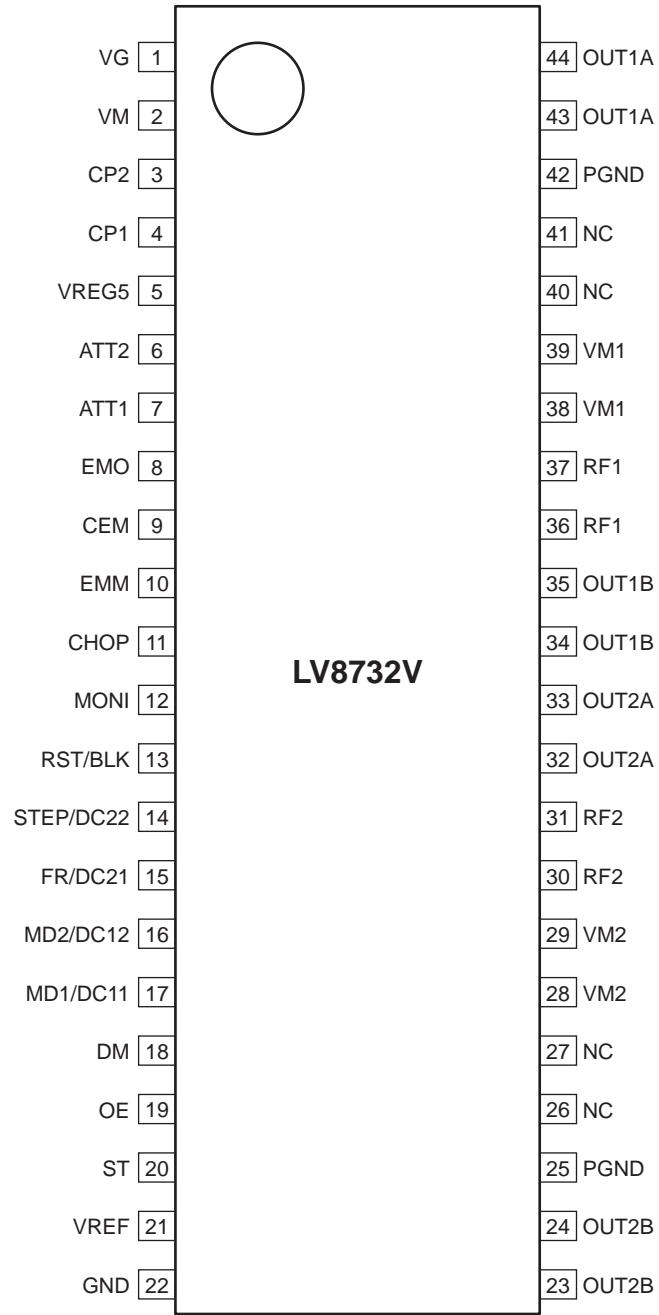 VG 1 44 OUT1A
VM 2 43 OUT1A
CP2 3 42 PGND
CP1 4 41 NC
VREG5 5 40 NC
ATT2 6 39 VM1
ATT1 7 38 VM1
EMO 8 37 RF1
CEM 9 36 RF1
EMM 10 35 OUT1B
CHOP 11 34 OUT1B
LV8732V
MONI 12 33 OUT2A
RST/BLK 13 32 OUT2A
STEP/DC22 14 31 RF2
FR/DC21 15 30 RF2
MD2/DC12 16 29 VM2
MD1/DC11 17 28 VM2
DM 18 27 NC
OE 19 26 NC
ST 20 25 PGND
VREF 21 24 OUT2B
GND 22 23 OUT2B